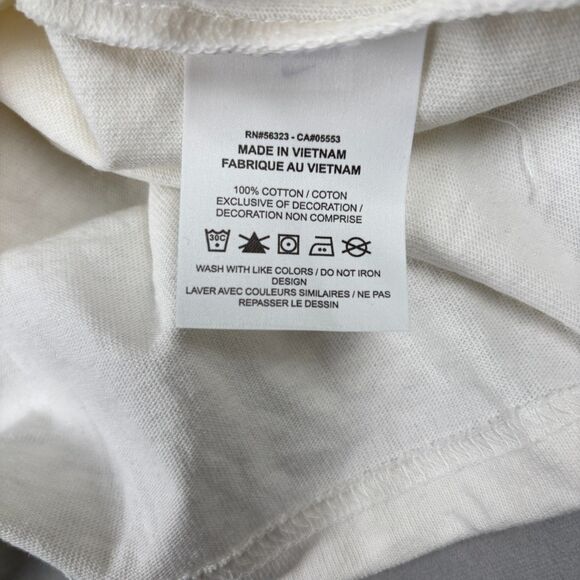 RN#56323 - CA#05553
MADE IN VIETNAM
FABRIQUE AU VIETNAM
100% COTTON / COTON
EXCLUSIVE OF DECORATION /
DECORATION NON COMPRISE
30C
WASH WITH LIKE COLORS / DO NOT IRON
DESIGN
LAVER AVEC COULEURS SIMILAIRES / NE PAS
REPASSER LE DESSIN